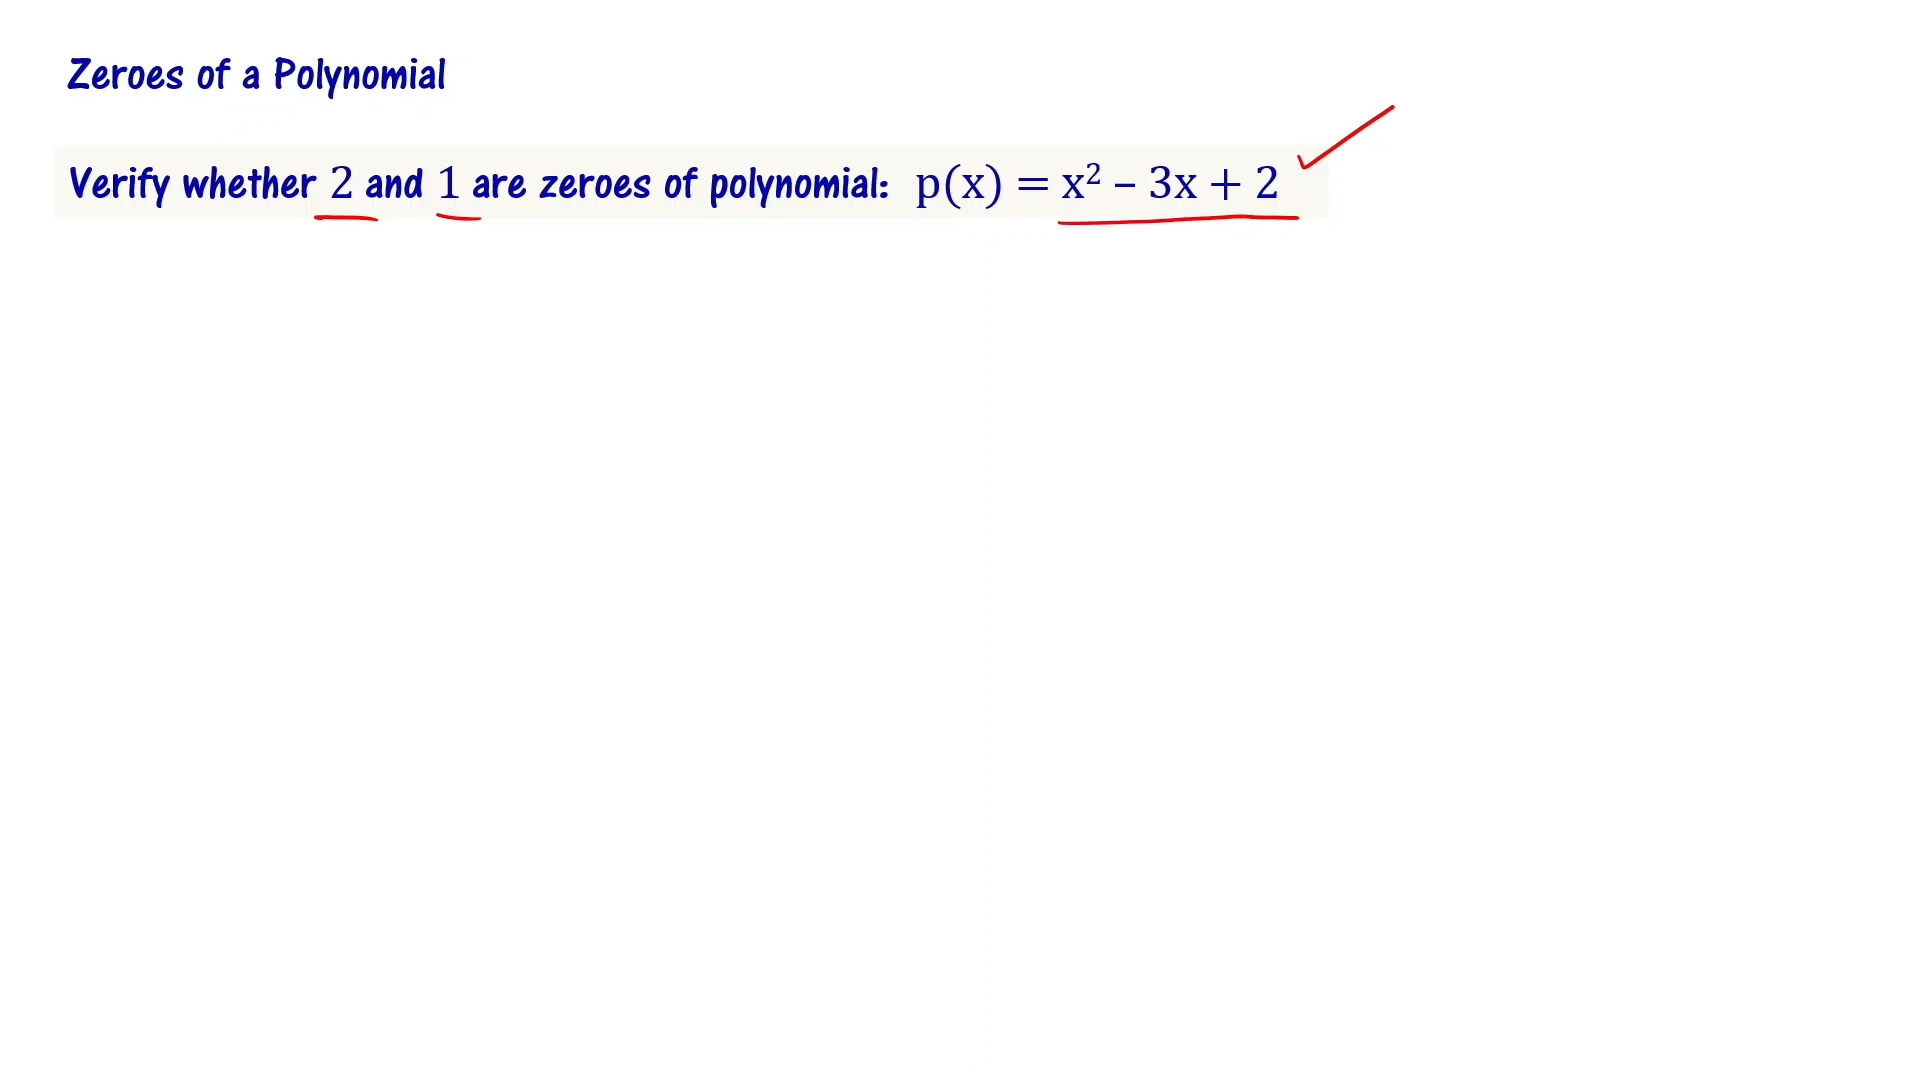 Zeroes of a Polynomial
Verify whether 2 and 1 are zeroes of polynomial: p(x) = x² – 3x + 2